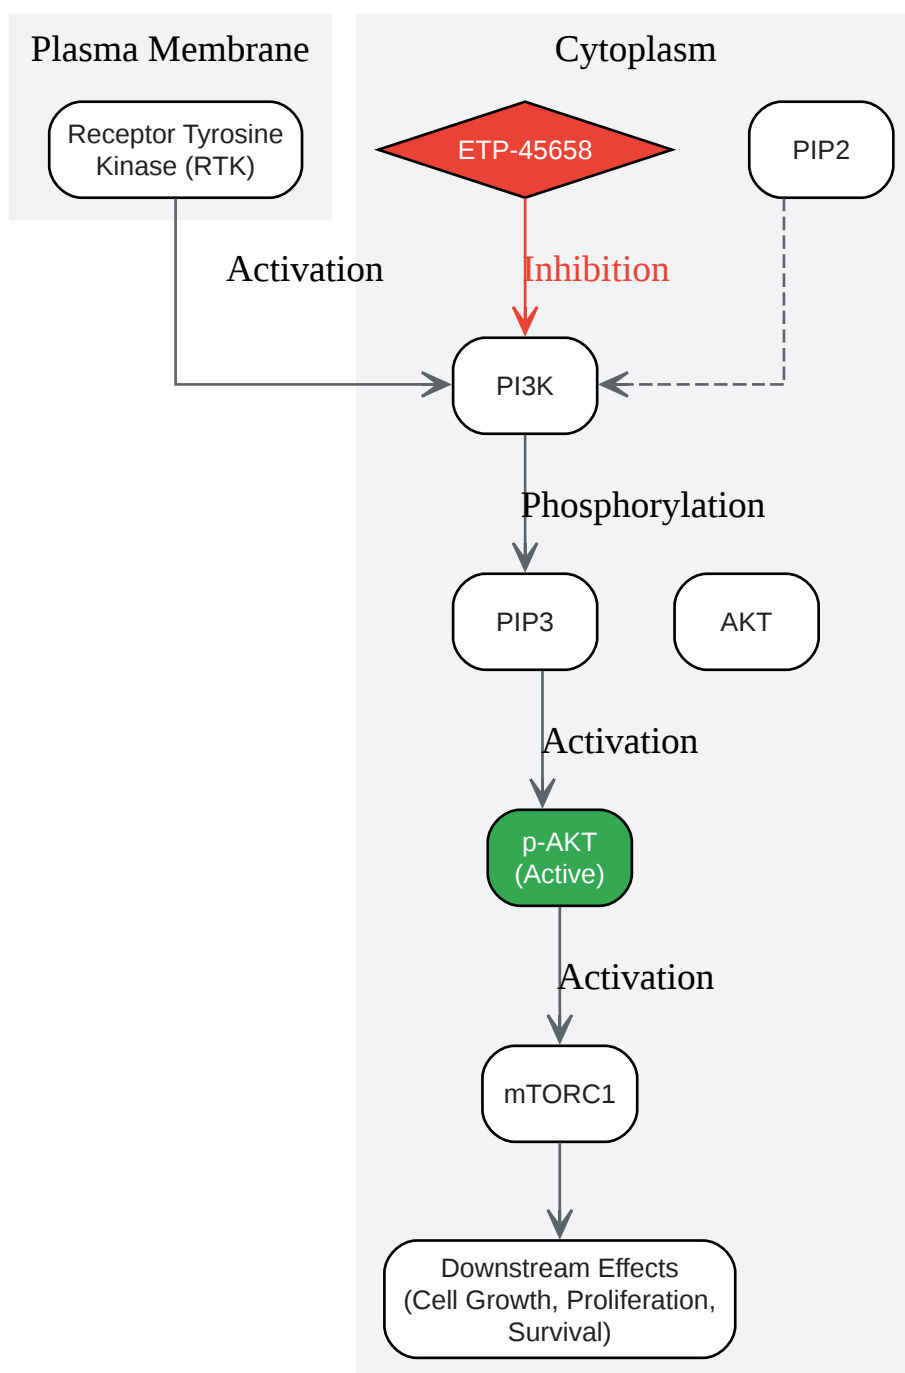 Plasma Membrane
Cytoplasm
Receptor Tyrosine
Kinase (RTK)
ETP-45658
PIP2
Activation
Inhibition
PI3K
Phosphorylation
PIP3
AKT
Activation
p-AKT
(Active)
Activation
mTORC1
Downstream Effects
(Cell Growth, Proliferation,
Survival)